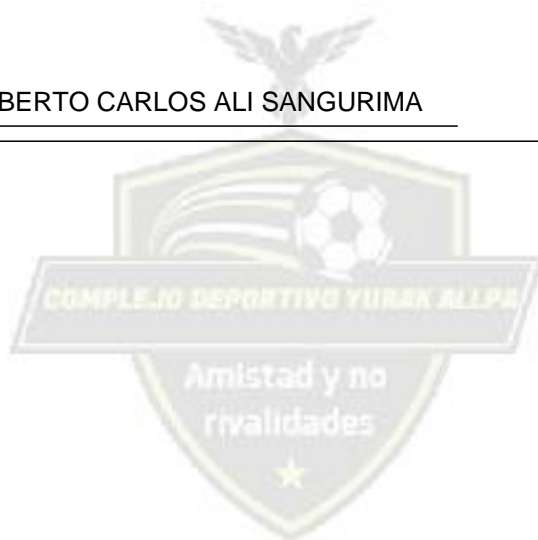 BERTO CARLOS ALI SANGURIMA
COMPLEJO DEPORTIVO YURAK ALLPA
Amistad y no
rivalidades